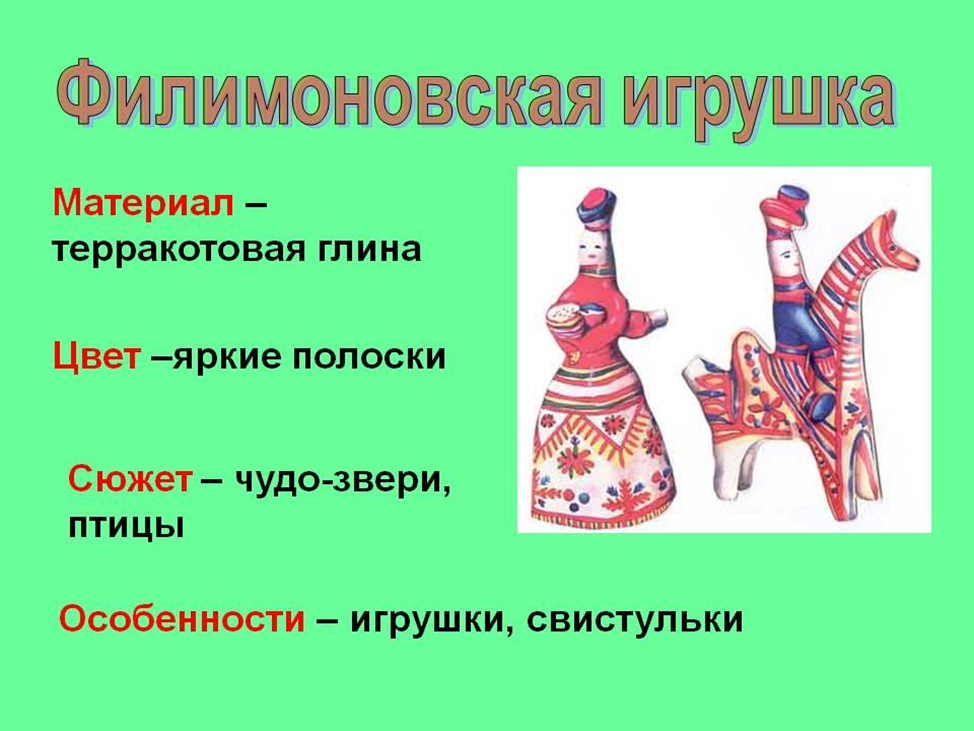 Филимоновская игрушка
Материал –
терракотовая глина
Цвет –яркие полоски
Сюжет – чудо-звери,
птицы
Особенности – игрушки, свистульки